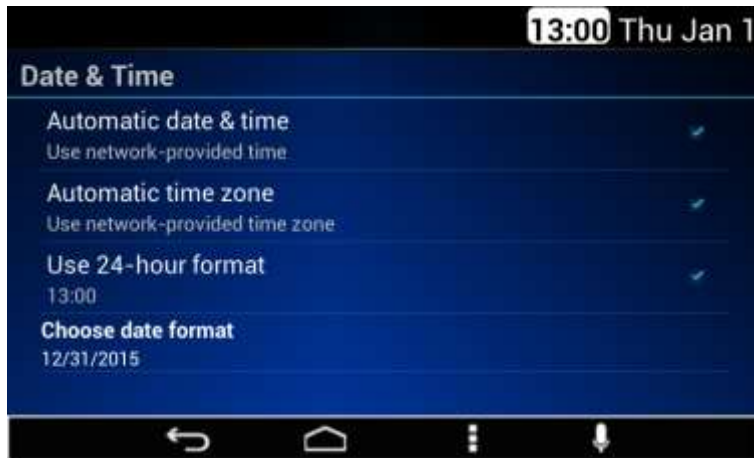 13:00 Thu Jan 1
Date & Time
Automatic date & time
Use network-provided time
Automatic time zone
Use network-provided time zone
Use 24-hour format
13:00
Choose date format
12/31/2015